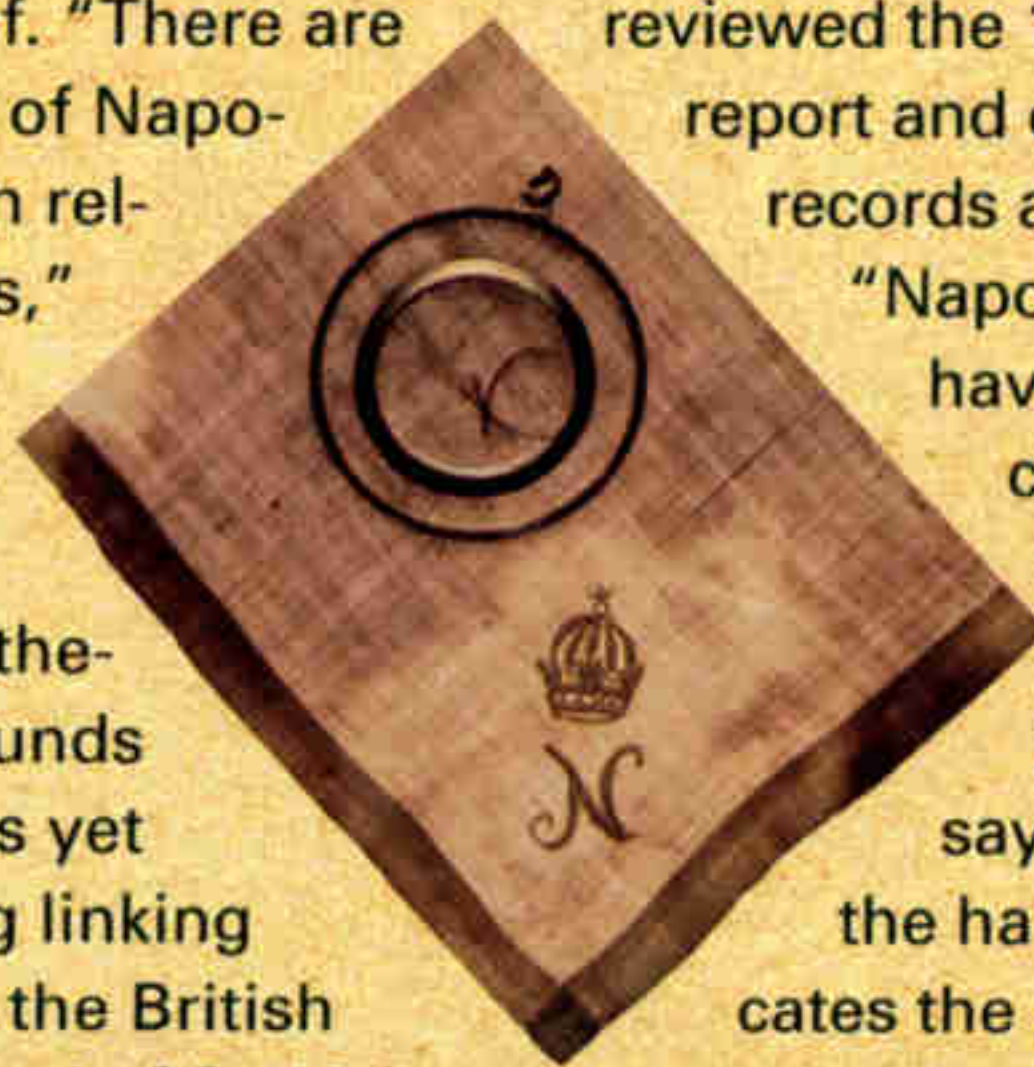 f. "There are
of Napo-
rel-
s,"
the-
unds
s yet
g linking
the British
reviewed the
report and
records a
"Napo
hav
c
say
the ha
cates the
N